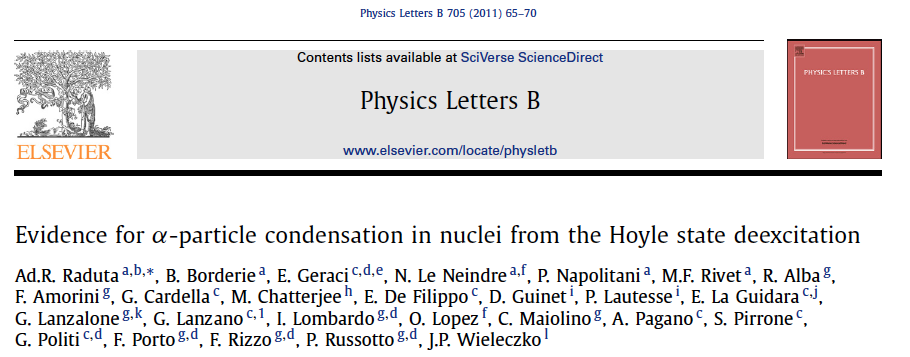 Physics Letters B 705 (2011) 65–70
Contents lists available at SciVerse ScienceDirect
Physics Letters B
www.elsevier.com/locate/physletb
ELSEVIER
PHYSICS LETTERS B
Evidence for α-particle condensation in nuclei from the Hoyle state deexcitation
Ad.R. Raduta a,b,∗, B. Borderie a, E. Geraci c,d,e, N. Le Neindre a,f, P. Napolitani a, M.F. Rivet a, R. Alba g,
F. Amorini g, G. Cardella c, M. Chatterjee h, E. De Filippo c, D. Guinet i, P. Lautesse i, E. La Guidara c,j,
G. Lanzalone g,k, G. Lanzano c,1, I. Lombardo g,d, O. Lopez f, C. Maiolino g, A. Pagano c, S. Pirrone c,
G. Politi c,d, F. Porto g,d, F. Rizzo g,d, P. Russotto g,d, J.P. Wieleczko l